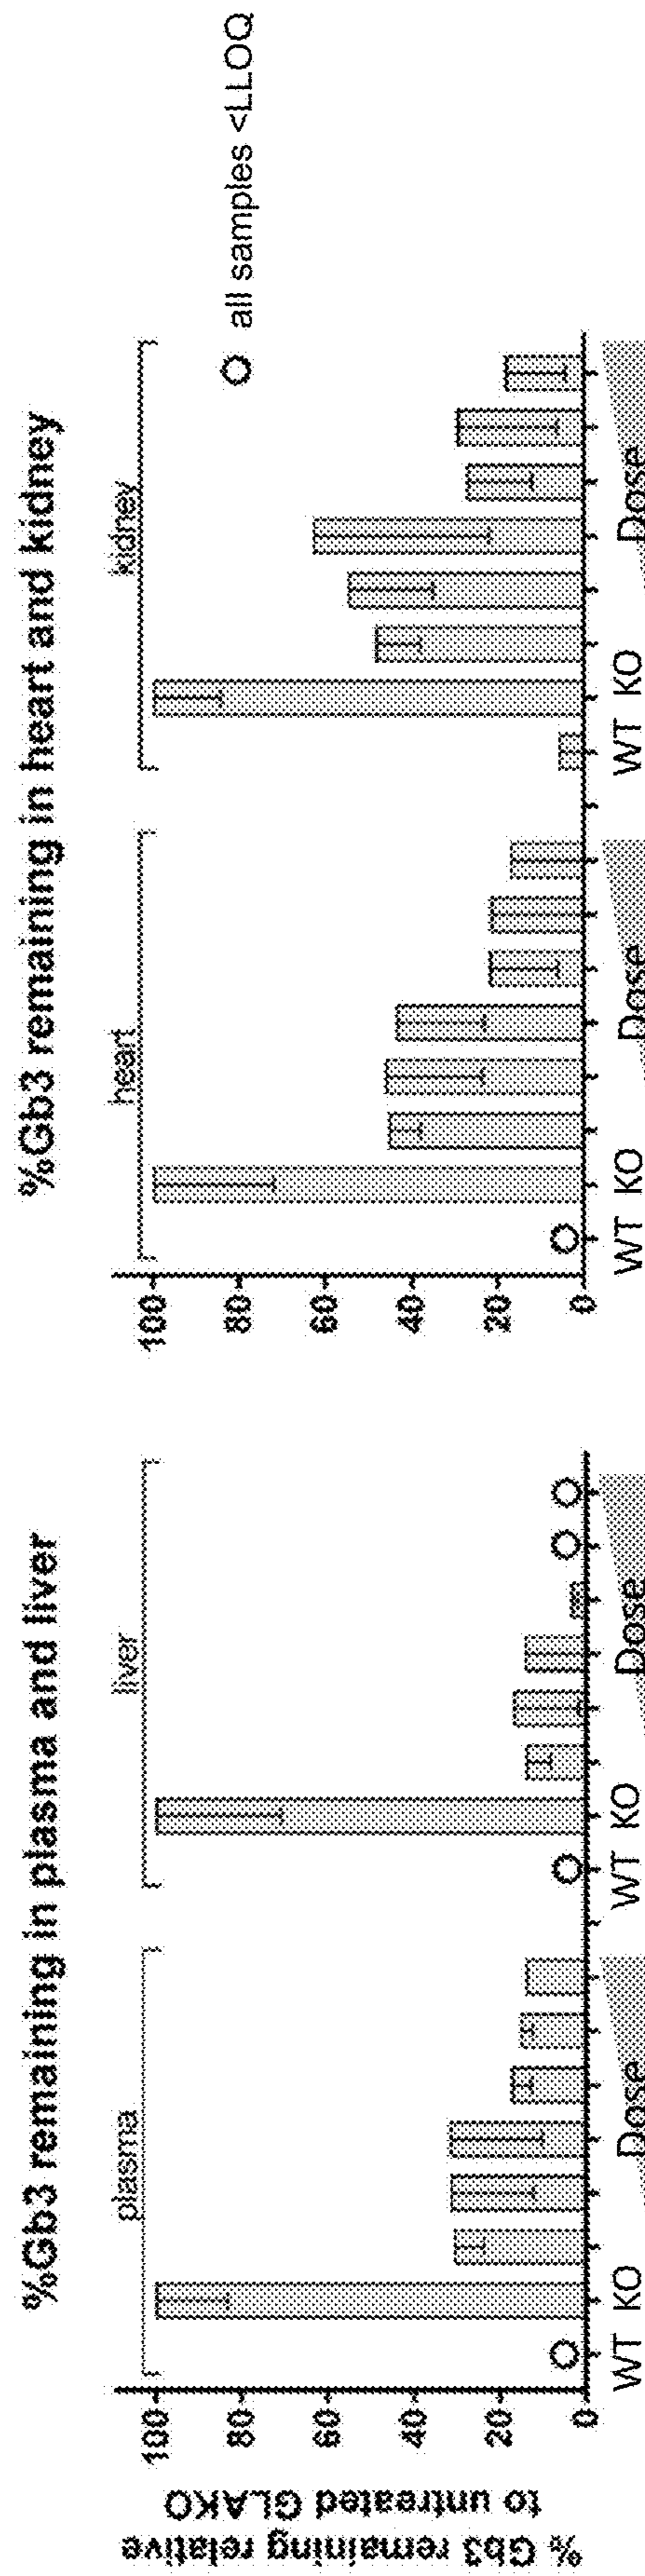 %Gb3 remaining in plasma and liver
% Gb3 remaining relative
to untreated GLAKO
100
80
60
40
20
0
plasma
liver
WT KO
Dose
WT KO
Dose
%Gb3 remaining in heart and kidney
100
80
60
40
20
0
heart
kidney
WT KO
Dose
WT KO
Dose
all samples <LLOQ